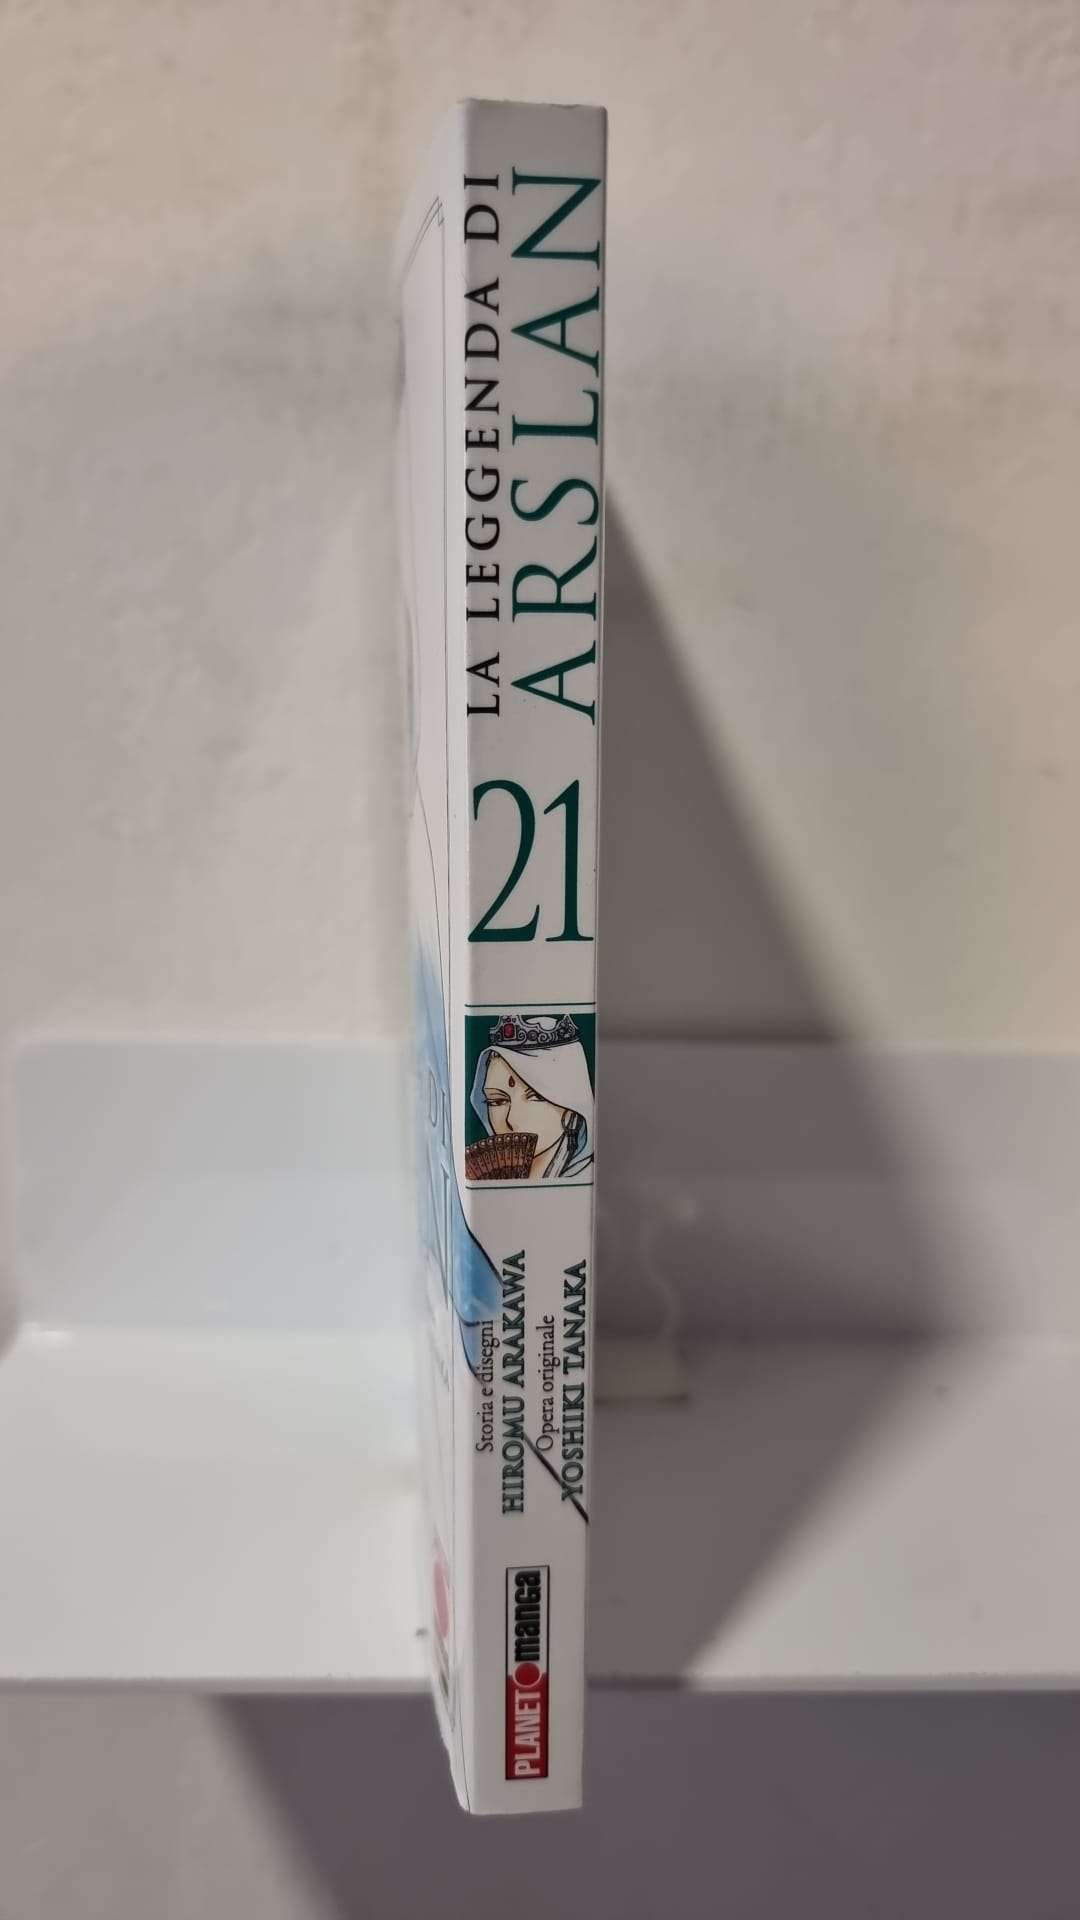 LA LEGGENDA DI
ARSLAN
21
Storia e disegni
HIROMU ARAKAWA
Opera originale
YOSHIKI TANAKA
PLANET manga